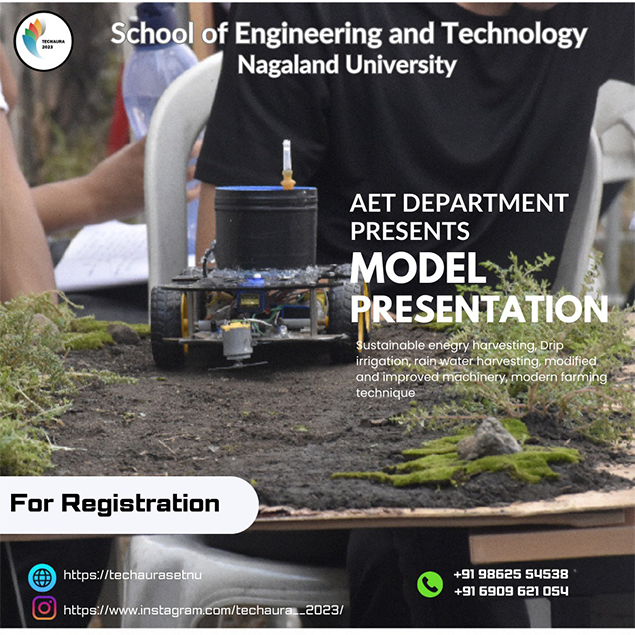 TECHAURA
2023
School of Engineering and Technology
Nagaland University
AET DEPARTMENT
PRESENTS
MODEL
PRESENTATION
Sustainable enegry harvesting, Drip
irrigation, rain water harvesting, modified
and improved machinery, modern farming
technique
For Registration
https://techaurasetnu
https://www.instagram.com/techaura__2023/
+91 98625 54538
+91 6909 621 054